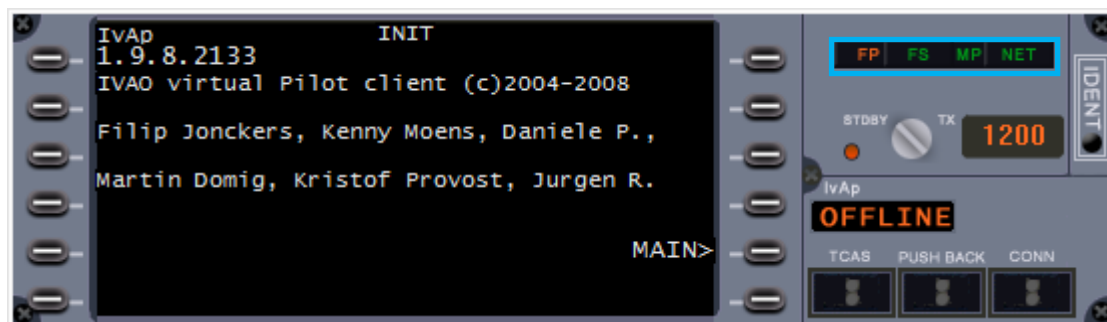 IvAp INIT
1.9.8.2133
IVAO virtual Pilot client (c)2004-2008
Filip Jonckers, Kenny Moens, Daniele P.,
Martin Domig, Kristof Provost, Jurgen R.
MAIN>
FP FS MP NET
IDENT
STDBY TX 1200
IvAp
OFFLINE
TCAS PUSH BACK CONN